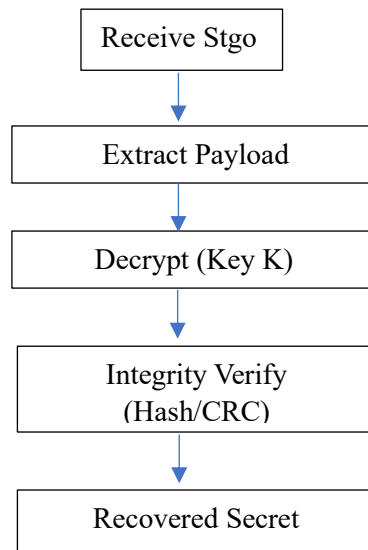 Receive Stgo
Extract Payload
Decrypt (Key K)
Integrity Verify
(Hash/CRC)
Recovered Secret